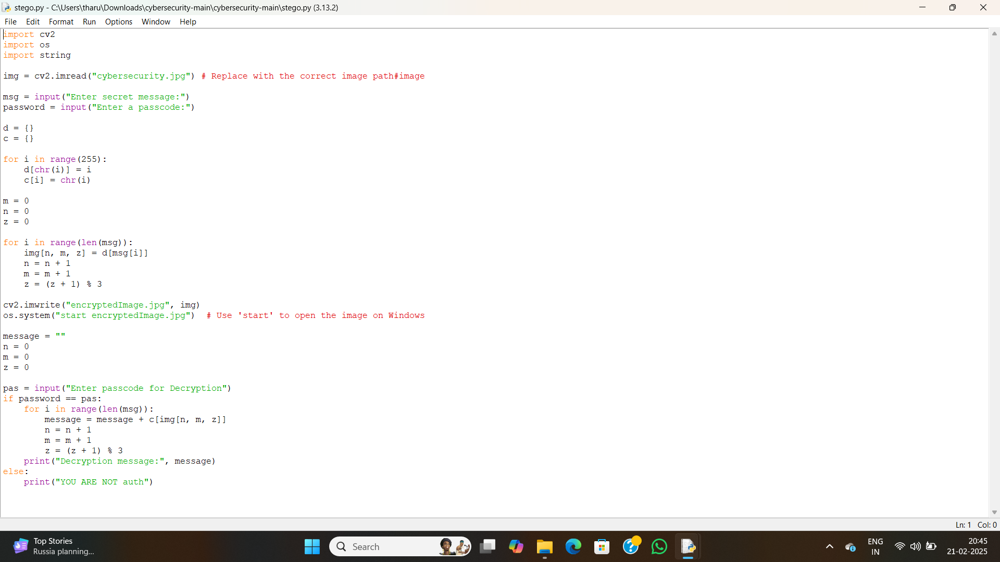 stego.py - C:\Users\tharu\Downloads\cybersecurity-main\cybersecurity-main\stego.py (3.13.2)
File Edit Format Run Options Window Help
import cv2
import os
import string
img = cv2.imread("cybersecurity.jpg") # Replace with the correct image path#image
msg = input("Enter secret message:")
password = input("Enter a passcode:")
d = {}
c = {}
for i in range(255):
    d[chr(i)] = i
    c[i] = chr(i)
m = 0
n = 0
z = 0
for i in range(len(msg)):
    img[n, m, z] = d[msg[i]]
    n = n + 1
    m = m + 1
    z = (z + 1) % 3
cv2.imwrite("encryptedImage.jpg", img)
os.system("start encryptedImage.jpg")  # Use 'start' to open the image on Windows
message = ""
n = 0
m = 0
z = 0
pas = input("Enter passcode for Decryption")
if password == pas:
    for i in range(len(msg)):
        message = message + c[img[n, m, z]]
        n = n + 1
        m = m + 1
        z = (z + 1) % 3
    print("Decryption message:", message)
else:
    print("YOU ARE NOT auth")
Ln: 1 Col: 0
Top Stories
Russia planning...
Search
ENG
IN
20:45
21-02-2025